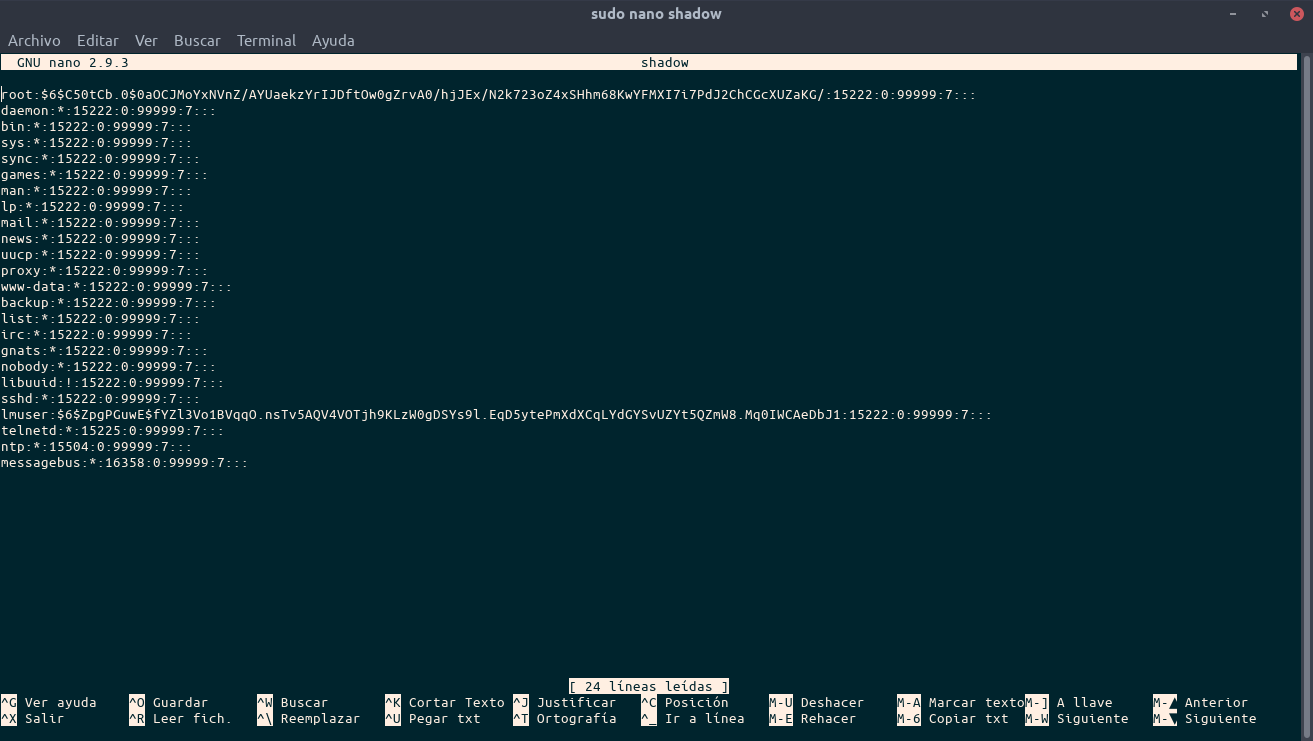 sudo nano shadow
Archivo Editar Ver Buscar Terminal Ayuda
GNU nano 2.9.3 shadow
root:$6$C50tCb.0$0aOCJMoYxNVnZ/AYUaekzYrIJDftOw0gZrvA0/hjJEx/N2k723oZ4xSHhm68KwYFMXI7i7PdJ2ChCGcXUZaKG/:15222:0:99999:7:::
daemon:*:15222:0:99999:7:::
bin:*:15222:0:99999:7:::
sys:*:15222:0:99999:7:::
sync:*:15222:0:99999:7:::
games:*:15222:0:99999:7:::
man:*:15222:0:99999:7:::
lp:*:15222:0:99999:7:::
mail:*:15222:0:99999:7:::
news:*:15222:0:99999:7:::
uucp:*:15222:0:99999:7:::
proxy:*:15222:0:99999:7:::
www-data:*:15222:0:99999:7:::
backup:*:15222:0:99999:7:::
list:*:15222:0:99999:7:::
irc:*:15222:0:99999:7:::
gnats:*:15222:0:99999:7:::
nobody:*:15222:0:99999:7:::
libuuid:!:15222:0:99999:7:::
sshd:*:15222:0:99999:7:::
lmuser:$6$ZpgPGuwE$fYZl3Vo1BVqqO.nsTv5AQV4VOTjh9KLzW0gDSYs9l.EqD5ytePmXdXCqLYdGYSvUZYt5QZmW8.Mq0IWCAeDbJ1:15222:0:99999:7:::
telnetd:*:15225:0:99999:7:::
ntp:*:15504:0:99999:7:::
messagebus:*:16358:0:99999:7:::
[ 24 líneas leídas ]
^G Ver ayuda ^O Guardar ^W Buscar ^K Cortar Texto ^J Justificar ^C Posición M-U Deshacer M-A Marcar texto M-] A llave M-▲ Anterior
^X Salir ^R Leer fich. ^\ Reemplazar ^U Pegar txt ^T Ortografía ^_ Ir a línea M-E Rehacer M-6 Copiar txt M-W Siguiente M-▼ Siguiente